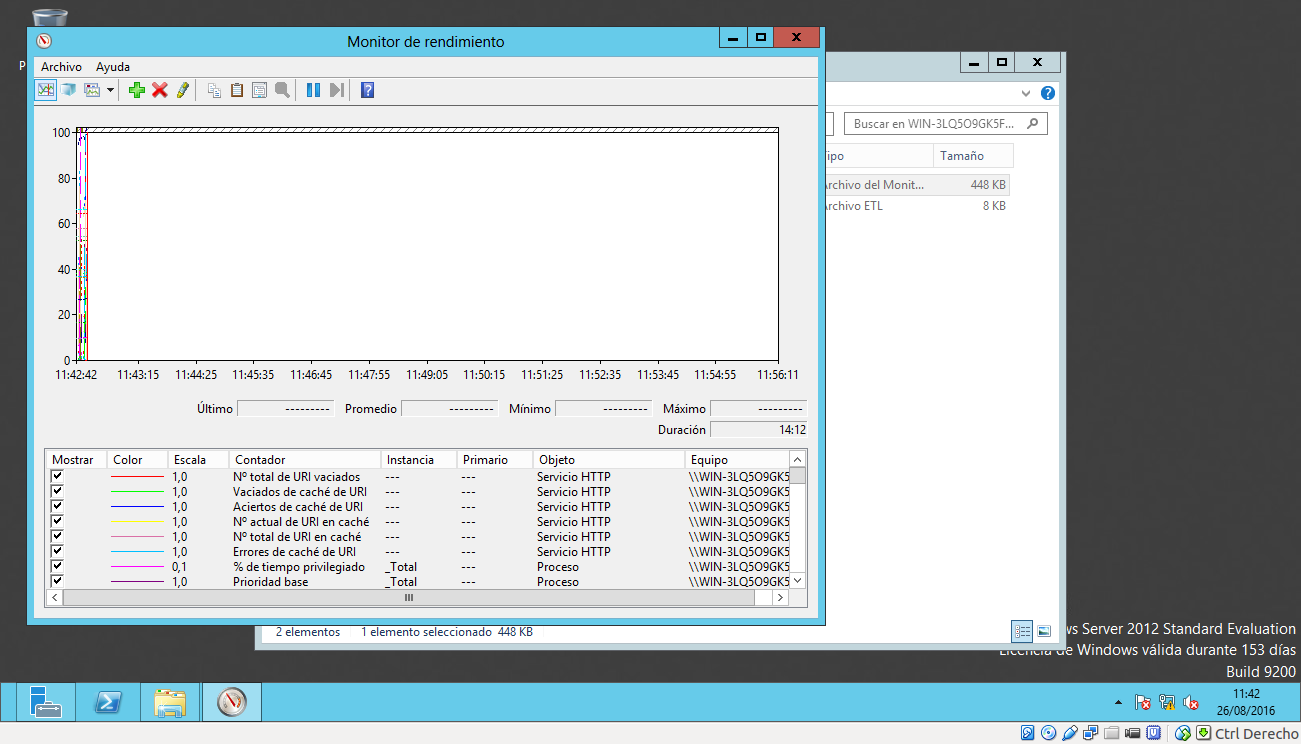 P
Monitor de rendimiento
Archivo Ayuda
100
80
60
40
20
0
11:42:42 11:43:15 11:44:25 11:45:35 11:46:45 11:47:55 11:49:05 11:50:15 11:51:25 11:52:35 11:53:45 11:54:55 11:56:11
Último --------- Promedio --------- Mínimo --------- Máximo ---------
Duración 14:12
Mostrar Color Escala Contador Instancia Primario Objeto Equipo
1,0 Nº total de URI vaciados --- --- Servicio HTTP \\WIN-3LQ5O9GK5
1,0 Vaciados de caché de URI --- --- Servicio HTTP \\WIN-3LQ5O9GK5
1,0 Aciertos de caché de URI --- --- Servicio HTTP \\WIN-3LQ5O9GK5
1,0 Nº actual de URI en caché --- --- Servicio HTTP \\WIN-3LQ5O9GK5
1,0 Nº total de URI en caché --- --- Servicio HTTP \\WIN-3LQ5O9GK5
1,0 Errores de caché de URI --- --- Servicio HTTP \\WIN-3LQ5O9GK5
0,1 % de tiempo privilegiado _Total --- Proceso \\WIN-3LQ5O9GK5
1,0 Prioridad base _Total --- Proceso \\WIN-3LQ5O9GK5
Buscar en WIN-3LQ5O9GK5F...
ipo Tamaño
rchivo del Monit... 448 KB
rchivo ETL 8 KB
2 elementos 1 elemento seleccionado 448 KB
ws Server 2012 Standard Evaluation
Licencia de Windows válida durante 153 días
Build 9200
11:42
26/08/2016
Ctrl Derecho